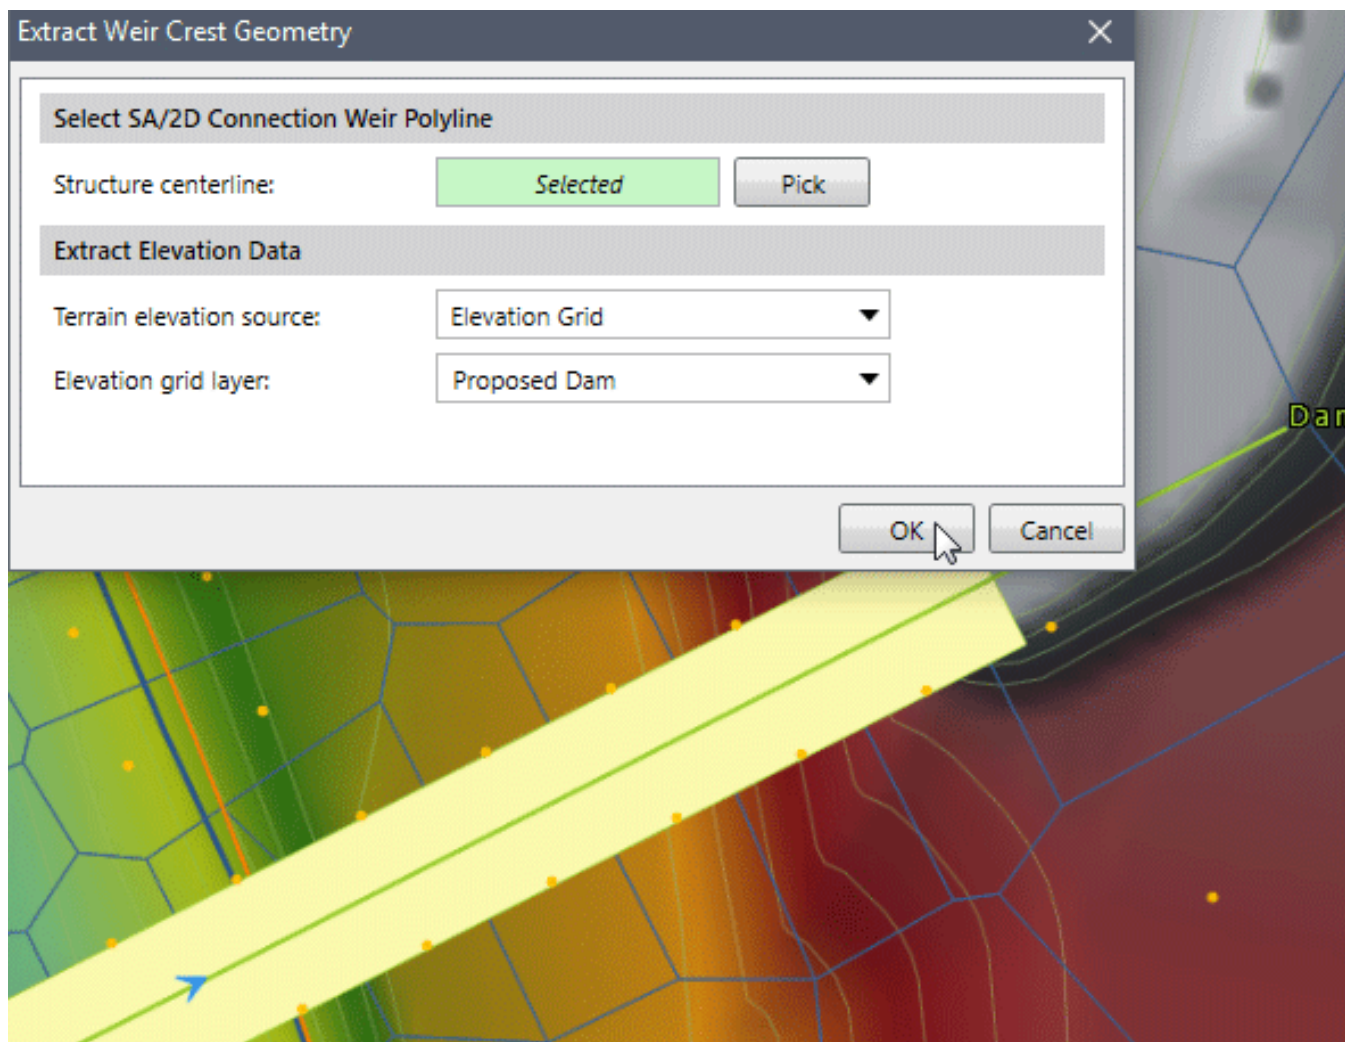 Extract Weir Crest Geometry
Select SA/2D Connection Weir Polyline
Structure centerline: Selected Pick
Extract Elevation Data
Terrain elevation source: Elevation Grid
Elevation grid layer: Proposed Dam
OK Cancel